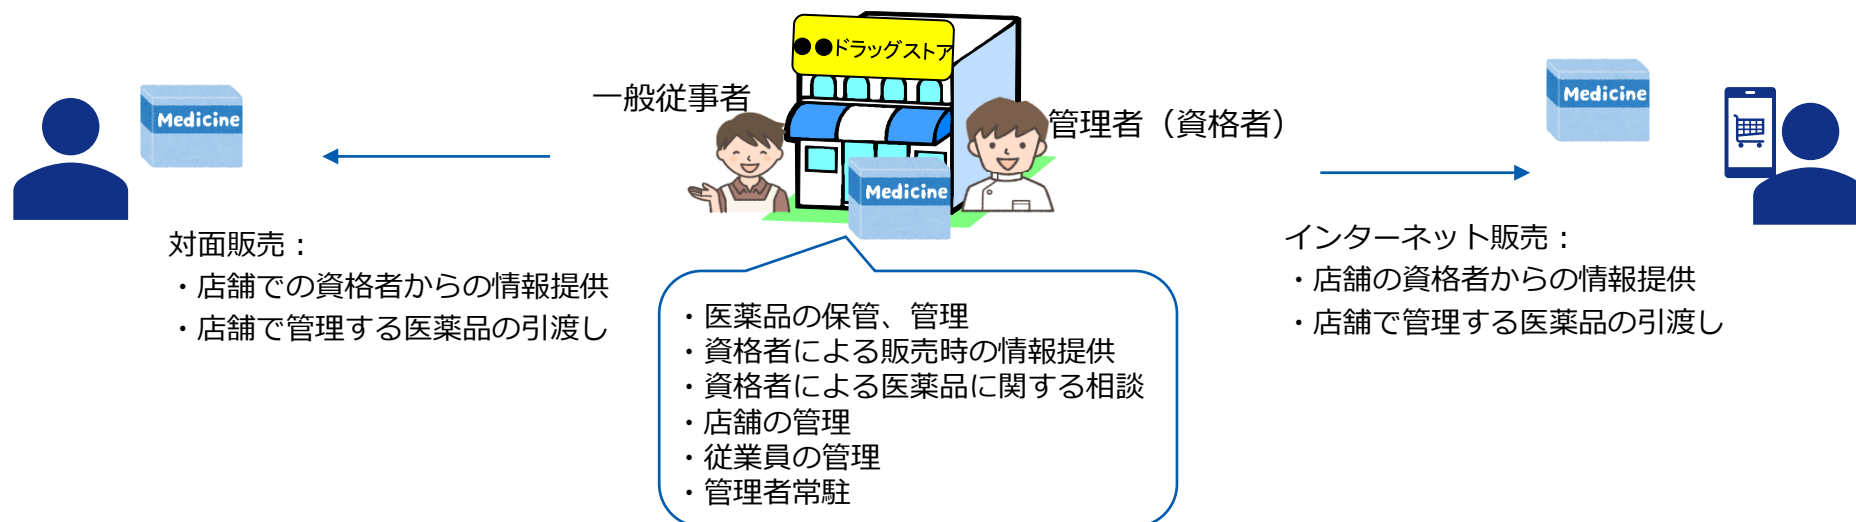 ●●ドラッグストア
一般従事者
管理者（資格者）
Medicine
Medicine
Medicine
対面販売：
・店舗での資格者からの情報提供
・店舗で管理する医薬品の引渡し
・医薬品の保管、管理
・資格者による販売時の情報提供
・資格者による医薬品に関する相談
・店舗の管理
・従業員の管理
・管理者常駐
インターネット販売：
・店舗の資格者からの情報提供
・店舗で管理する医薬品の引渡し